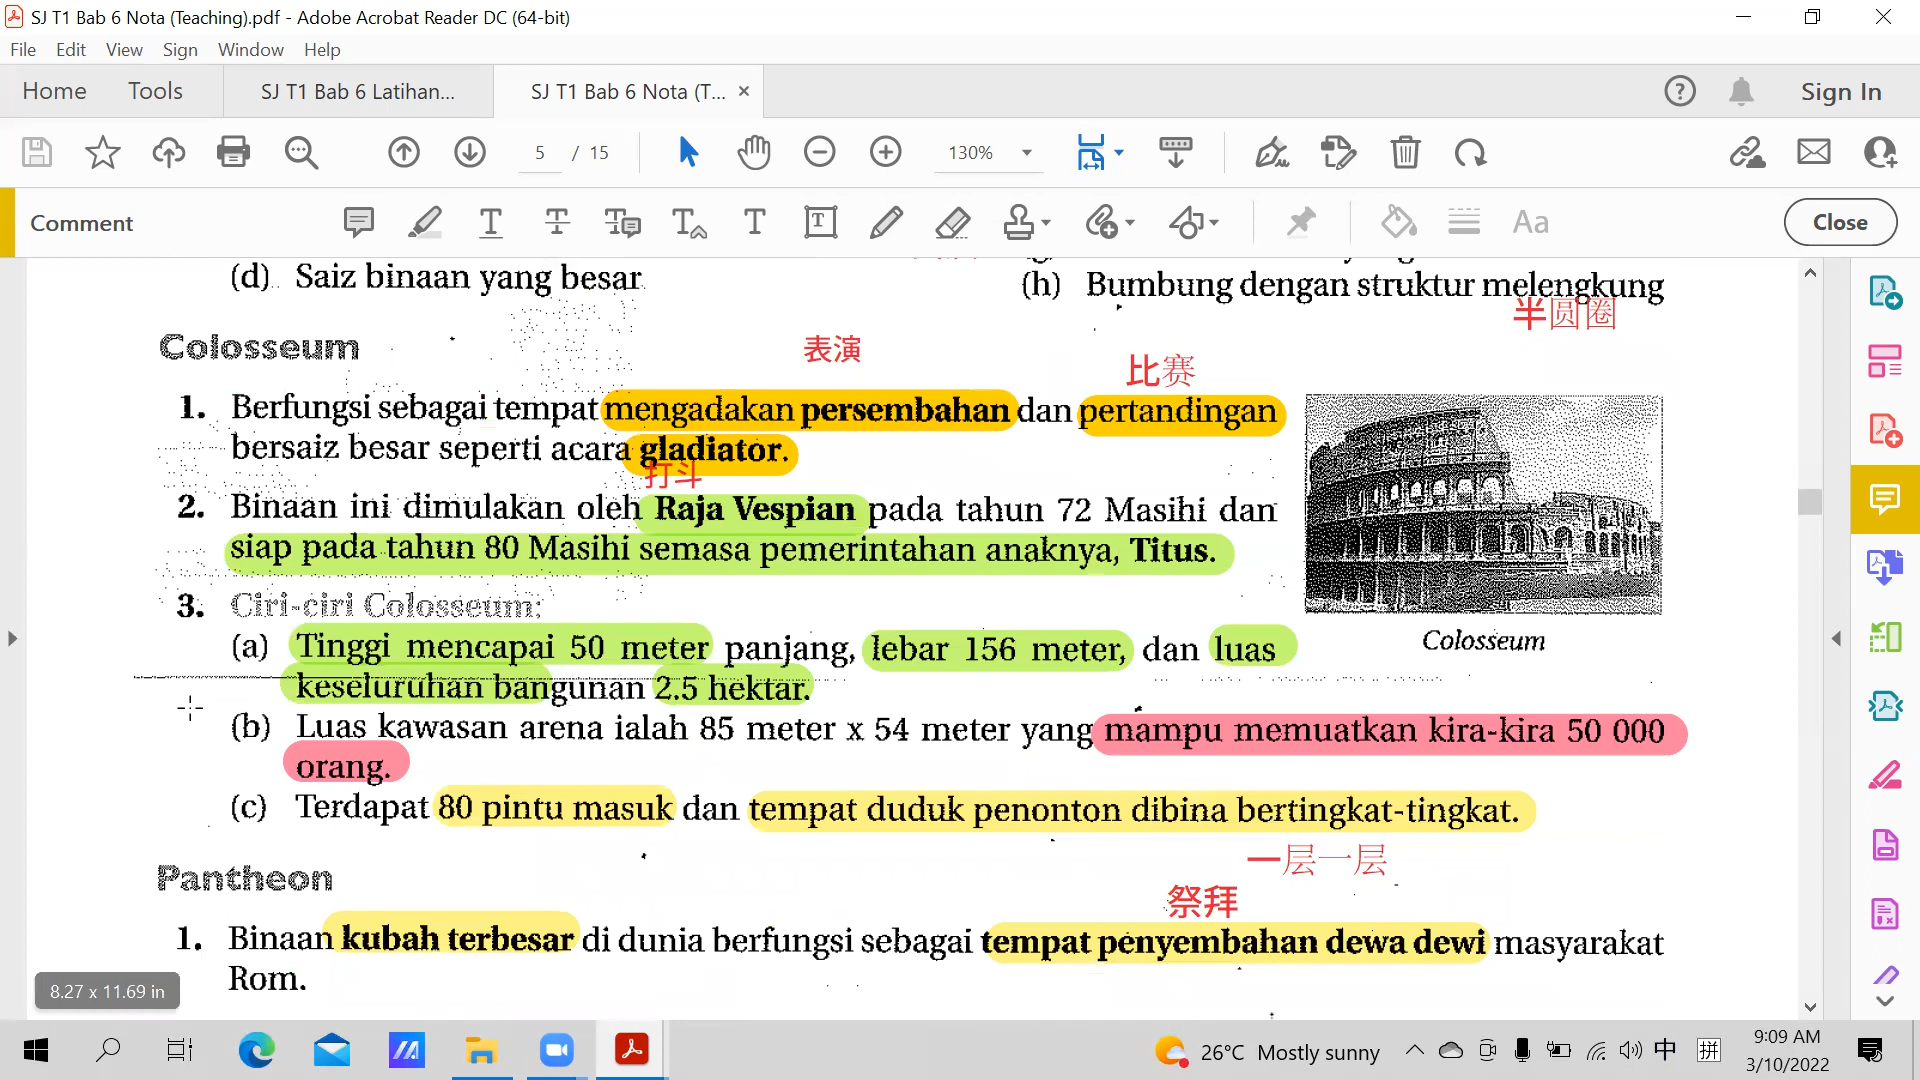 SJ T1 Bab 6 Nota (Teaching).pdf - Adobe Acrobat Reader DC (64-bit)
File Edit View Sign Window Help
Home Tools SJ T1 Bab 6 Latihan... SJ T1 Bab 6 Nota (T... × Sign In
5 / 15 130%
Comment Close
(d) Saiz binaan yang besar
(h) Bumbung dengan struktur melengkung
半圆圈
Colosseum
表演
比赛
1. Berfungsi sebagai tempat mengadakan persembahan dan pertandingan
bersaiz besar seperti acara gladiator.
打斗
2. Binaan ini dimulakan oleh Raja Vespian pada tahun 72 Masihi dan
siap pada tahun 80 Masihi semasa pemerintahan anaknya, Titus.
3. Ciri-ciri Colosseum:
(a) Tinggi mencapai 50 meter panjang, lebar 156 meter, dan luas
keseluruhan bangunan 2.5 hektar.
Colosseum
(b) Luas kawasan arena ialah 85 meter x 54 meter yang mampu memuatkan kira-kira 50 000
orang.
(c) Terdapat 80 pintu masuk dan tempat duduk penonton dibina bertingkat-tingkat.
一层一层
Pantheon
祭拜
1. Binaan kubah terbesar di dunia berfungsi sebagai tempat penyembahan dewa dewi masyarakat
Rom.
8.27 x 11.69 in
26°C Mostly sunny
中
拼
9:09 AM
3/10/2022